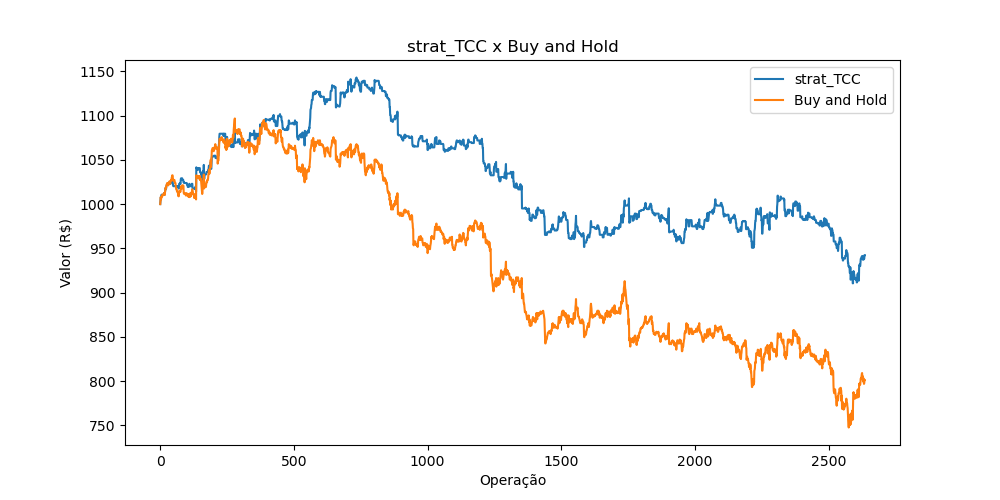 strat_TCC x Buy and Hold
strat_TCC
Buy and Hold
Valor (R$)
1150
1100
1050
1000
950
900
850
800
750
0 500 1000 1500 2000 2500
Operação